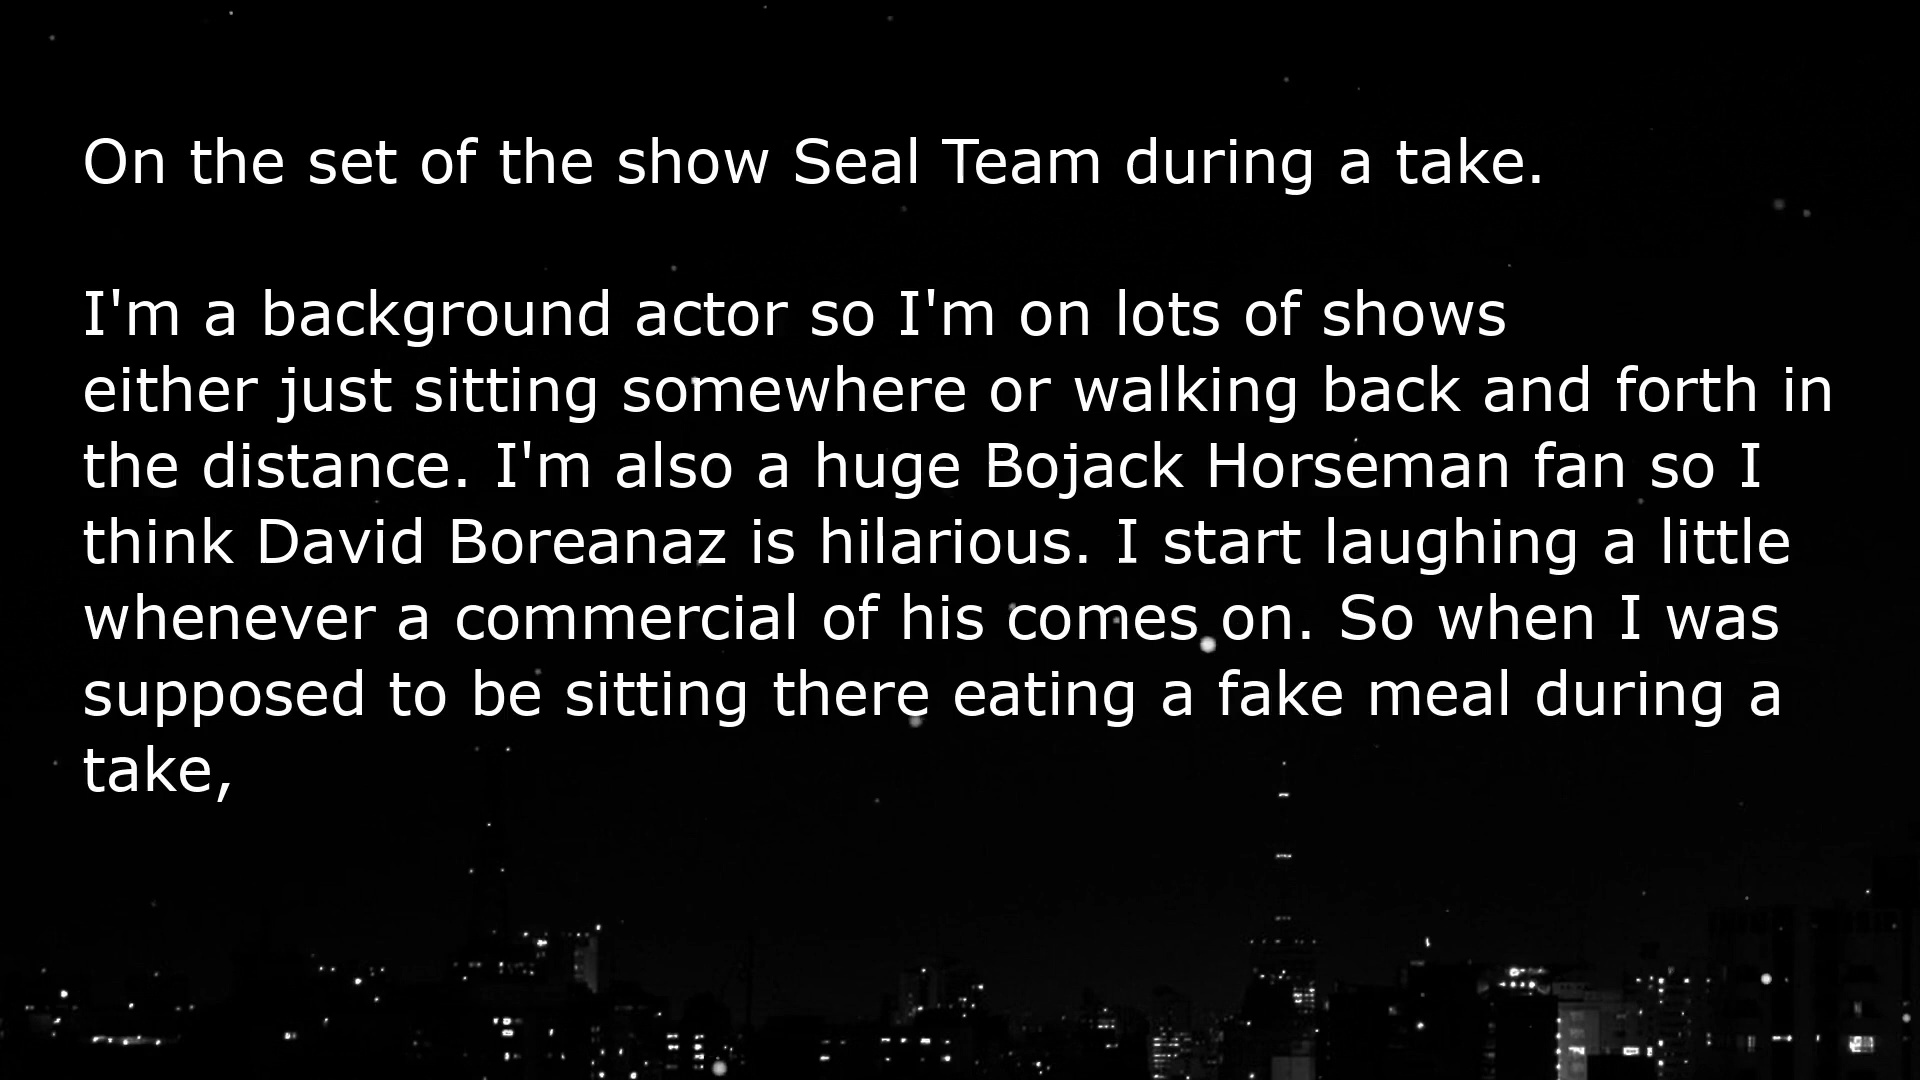 On the set of the show Seal Team during a take.
I'm a background actor so I'm on lots of shows
either just sitting somewhere or walking back and forth in
the distance. I'm also a huge Bojack Horseman fan so I
think David Boreanaz is hilarious. I start laughing a little
whenever a commercial of his comes on. So when I was
supposed to be sitting there eating a fake meal during a
take,